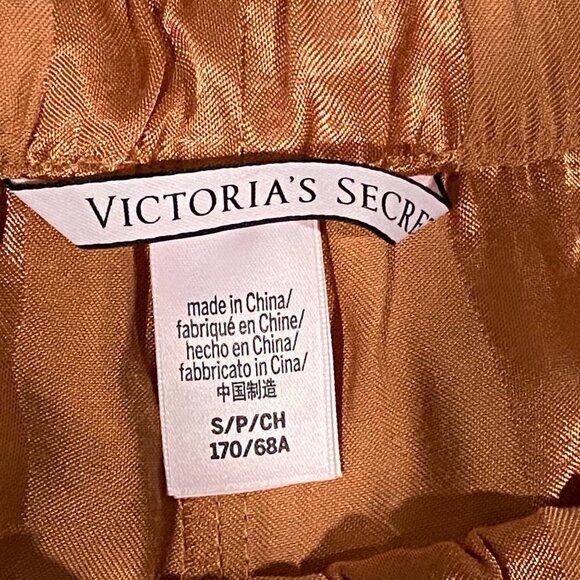 VICTORIA'S SECRE
made in China/
fabriqué en Chine/
hecho en China/
fabbricato in Cina/
中国制造
S/P/CH
170/68A